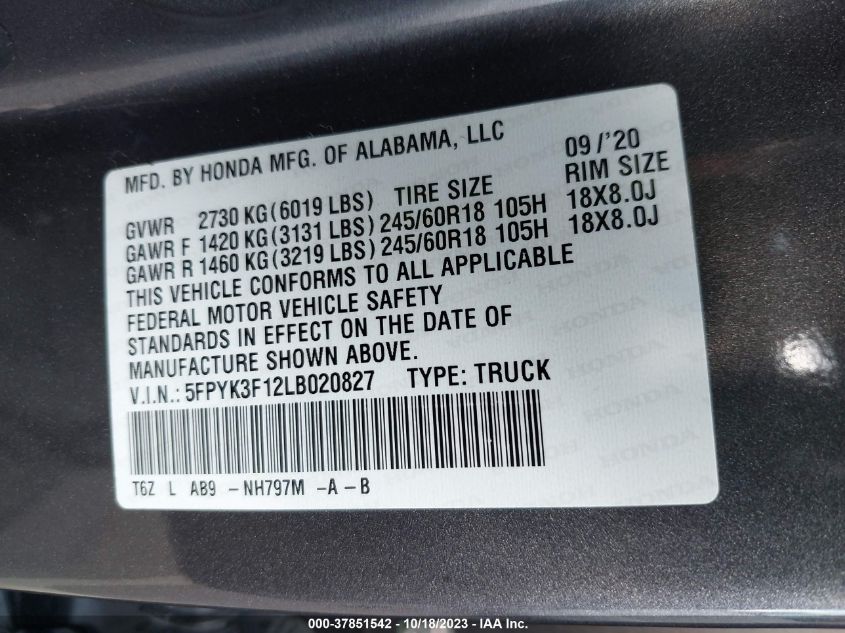 MFD. BY HONDA MFG. OF ALABAMA, LLC 09/'20
GVWR 2730 KG(6019 LBS) TIRE SIZE RIM SIZE
GAWR F 1420 KG(3131 LBS) 245/60R18 105H 18X8.0J
GAWR R 1460 KG(3219 LBS) 245/60R18 105H 18X8.0J
THIS VEHICLE CONFORMS TO ALL APPLICABLE
FEDERAL MOTOR VEHICLE SAFETY
STANDARDS IN EFFECT ON THE DATE OF
MANUFACTURE SHOWN ABOVE.
V.I.N.: 5FPYK3F12LB020827 TYPE: TRUCK
T6Z L AB9 -NH797M -A -B
000-37851542 - 10/18/2023 - IAA Inc.